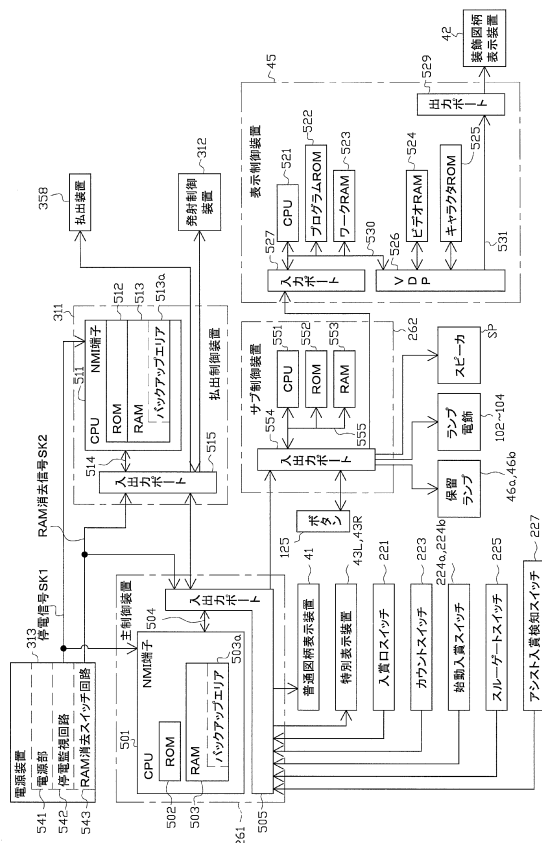 電源装置
313
電源部
停電監視回路
RAM消去スイッチ回路
541
542
543
停電信号SK1
RAM消去信号SK2
主制御装置
261
501
CPU
NMI端子
ROM
RAM
バックアップエリア
502
503
503a
504
入出力ポート
505
311
511
CPU
NMI端子
ROM
RAM
バックアップエリア
512
513
513a
514
入出力ポート
515
払出制御装置
358
払出装置
312
発射制御装置
普通図柄表示装置
41
特別表示装置
43L,43R
入賞口スイッチ
221
カウントスイッチ
223
始動入賞スイッチ
224a,224b
スルーゲートスイッチ
225
アシスト入賞検知スイッチ
227
サブ制御装置
262
554
入出力ポート
CPU
551
ROM
552
RAM
553
555
125
ボタン
保留ランプ
46a,46b
ランプ電飾
102~104
スピーカ
SP
45
表示制御装置
527
入力ポート
CPU
521
プログラムROM
522
ワークRAM
523
530
526
VDP
ビデオRAM
524
キャラクタROM
525
531
出力ポート
529
装飾図柄表示装置
42